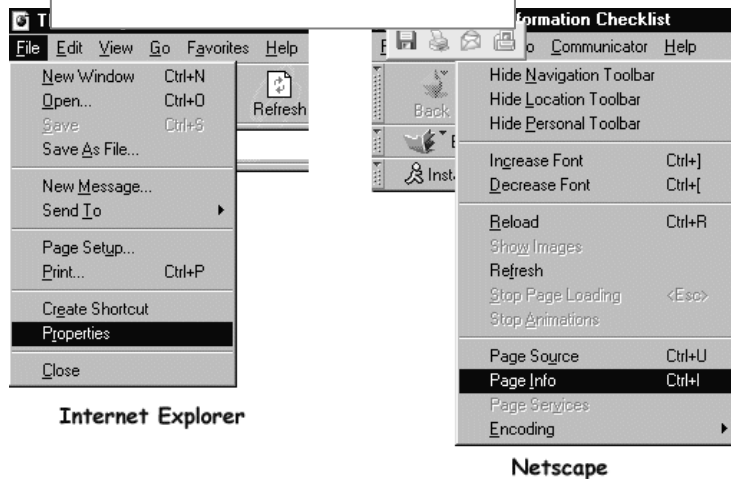 T
File Edit View Go Favorites Help
New Window Ctrl+N
Open... Ctrl+O
Save Ctrl+S
Save As File...
New Message...
Send To
Page Setup...
Print... Ctrl+P
Create Shortcut
Properties
Close
Refresh
Internet Explorer
formation Checklist
Communicator Help
Back
Inst
Hide Navigation Toolbar
Hide Location Toolbar
Hide Personal Toolbar
Increase Font Ctrl+]
Decrease Font Ctrl+[
Reload Ctrl+R
Show Images
Refresh
Stop Page Loading <Esc>
Stop Animations
Page Source Ctrl+U
Page Info Ctrl+I
Page Services
Encoding
Netscape